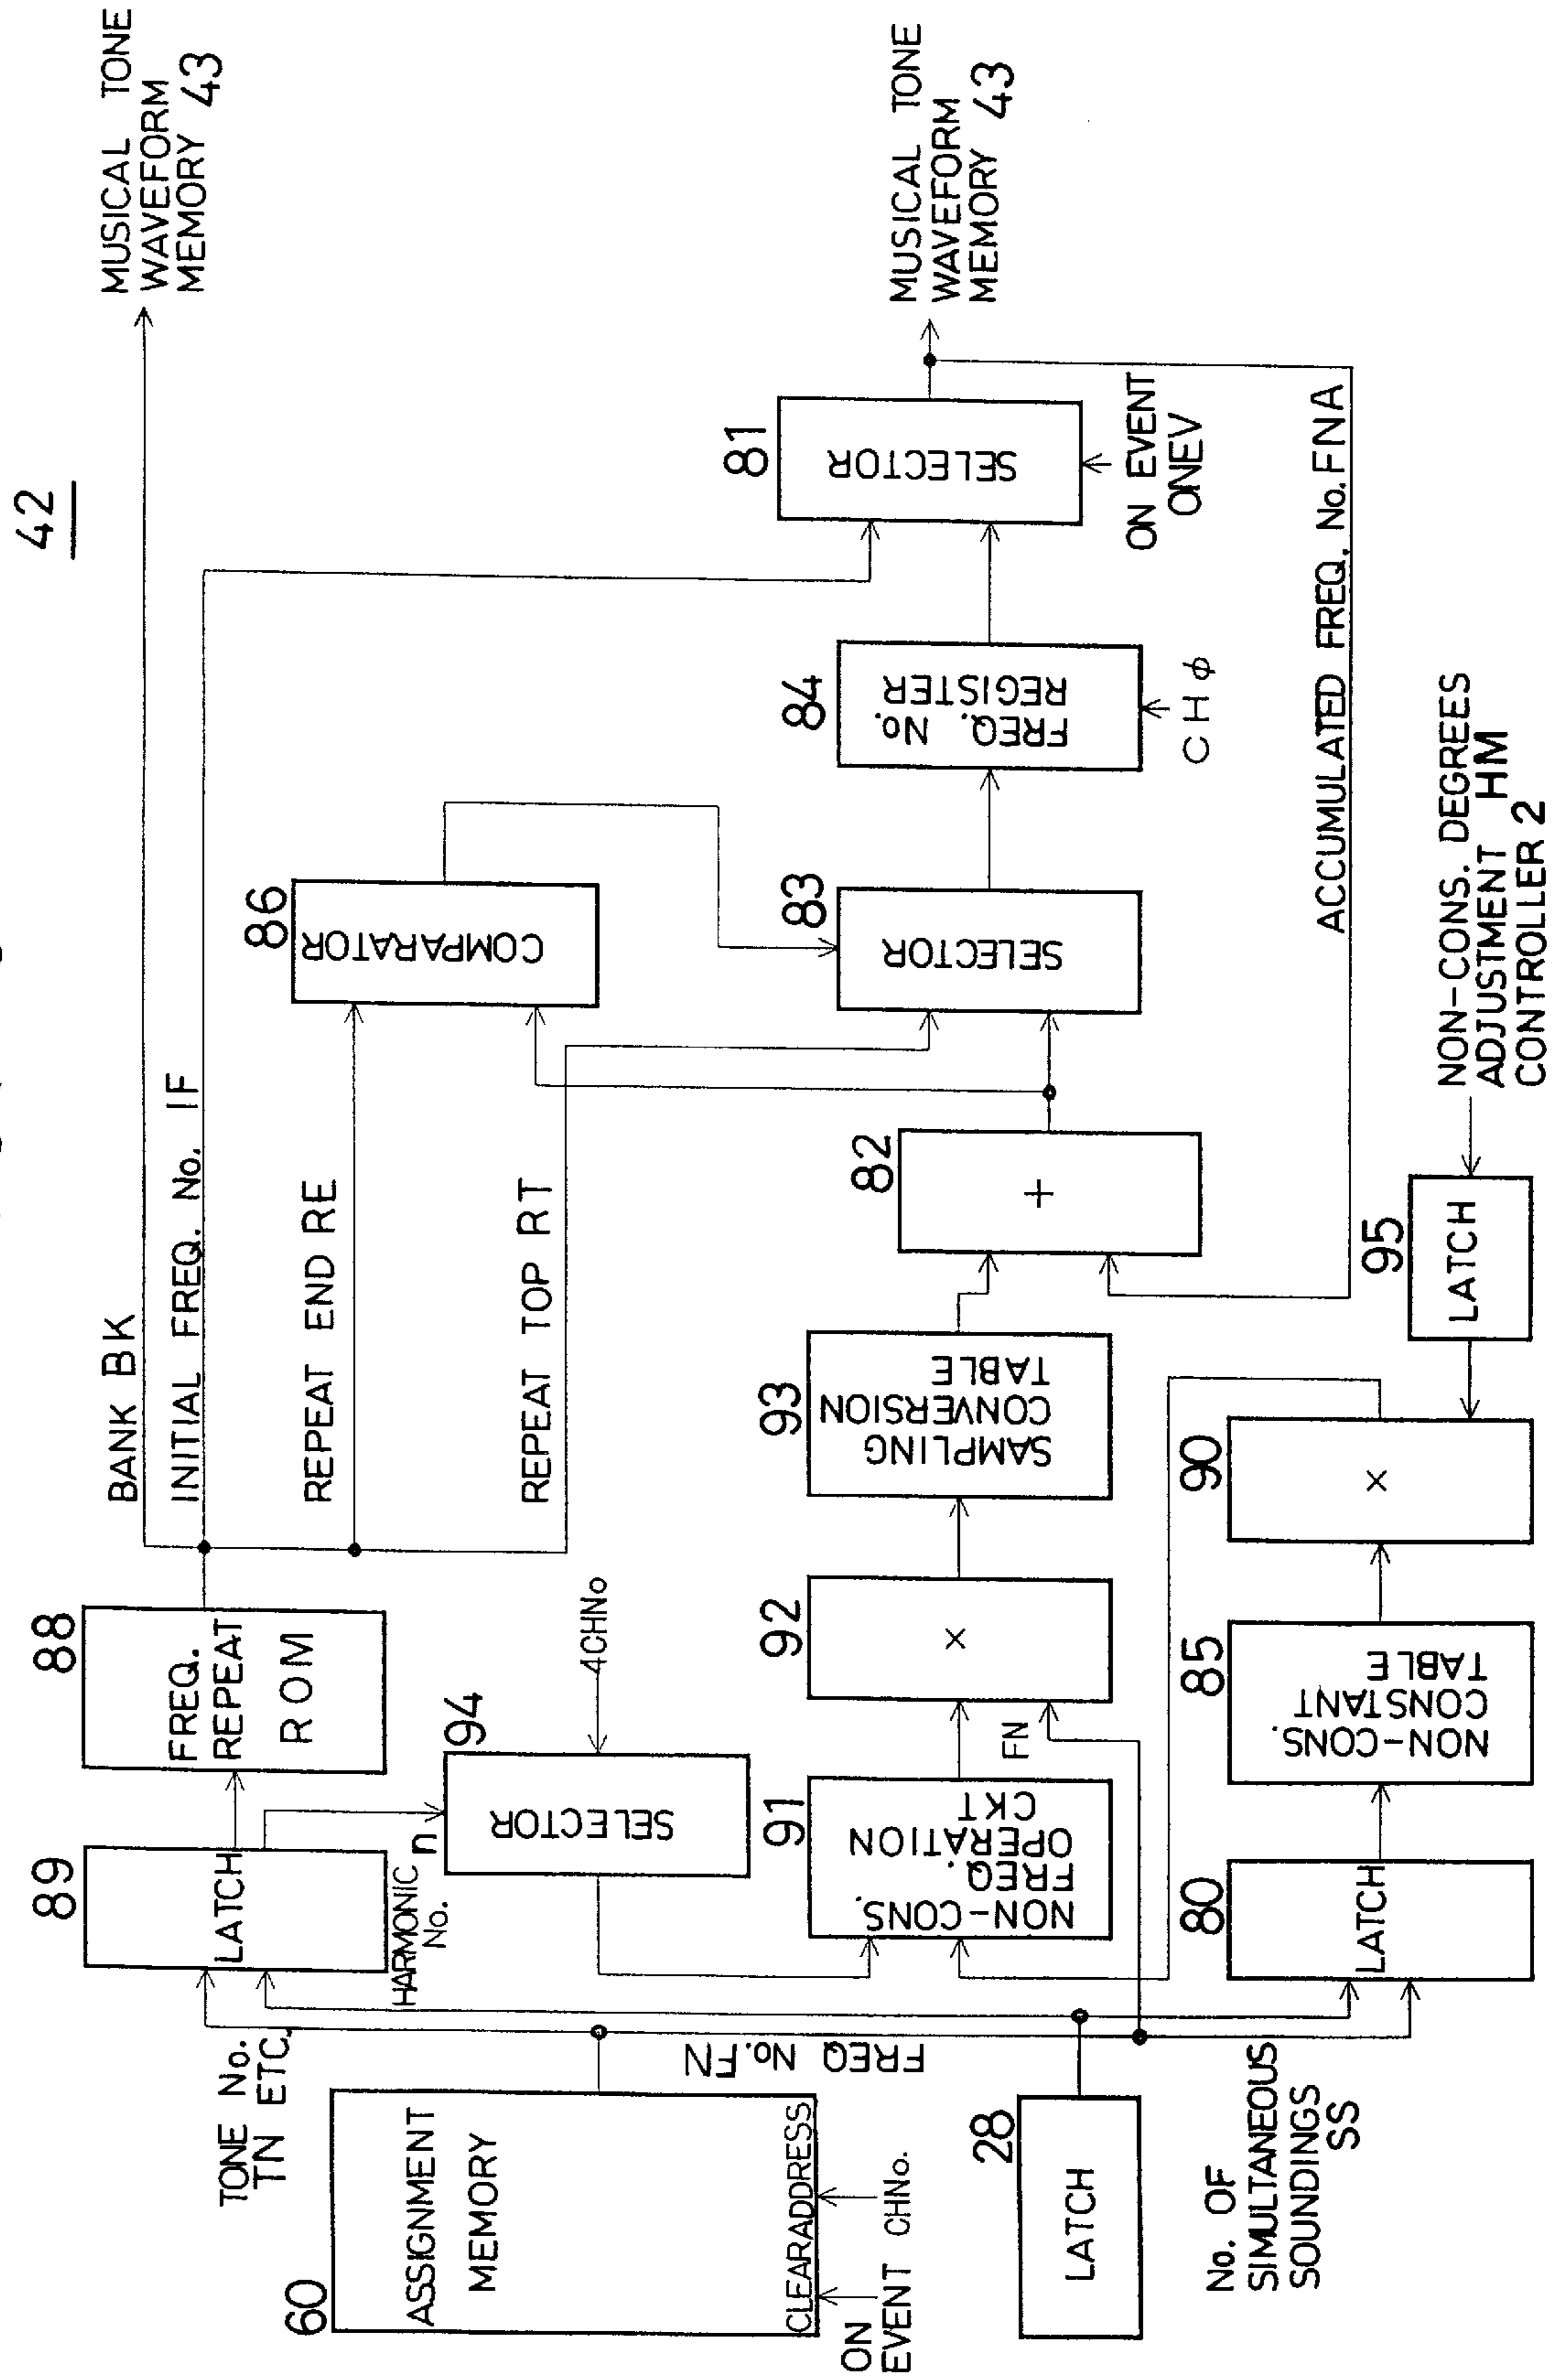 42
MUSICAL TONE
WAVEFORM
MEMORY 43
BANK BK
INITIAL FREQ. No. IF
REPEAT END RE
REPEAT TOP RT
88
FREQ.
REPEAT
ROM
89
LATCH
HARMONIC
No.
n
TONE No.
TN ETC.
60
ASSIGNMENT
MEMORY
CLEARADDRESS
ON
EVENT
CHNo.
FREQ No.FN
94
SELECTOR
4CHNo
86
COMPARATOR
81
SELECTOR
ON EVENT
ONEV
MUSICAL TONE
WAVEFORM
MEMORY 43
84
FREQ. No.
REGISTER
CHφ
83
SELECTOR
82
+
93
SAMPLING
CONVERSION
TABLE
92
×
FN
91
NON-CONS.
FREQ.
OPERATION
CKT
ACCUMULATED FREQ. No.FNA
28
LATCH
No. OF
SIMULTANEOUS
SOUNDINGS
SS
80
LATCH
85
NON-CONS.
CONSTANT
TABLE
90
×
95
LATCH
NON-CONS. DEGREES
ADJUSTMENT HM
CONTROLLER 2